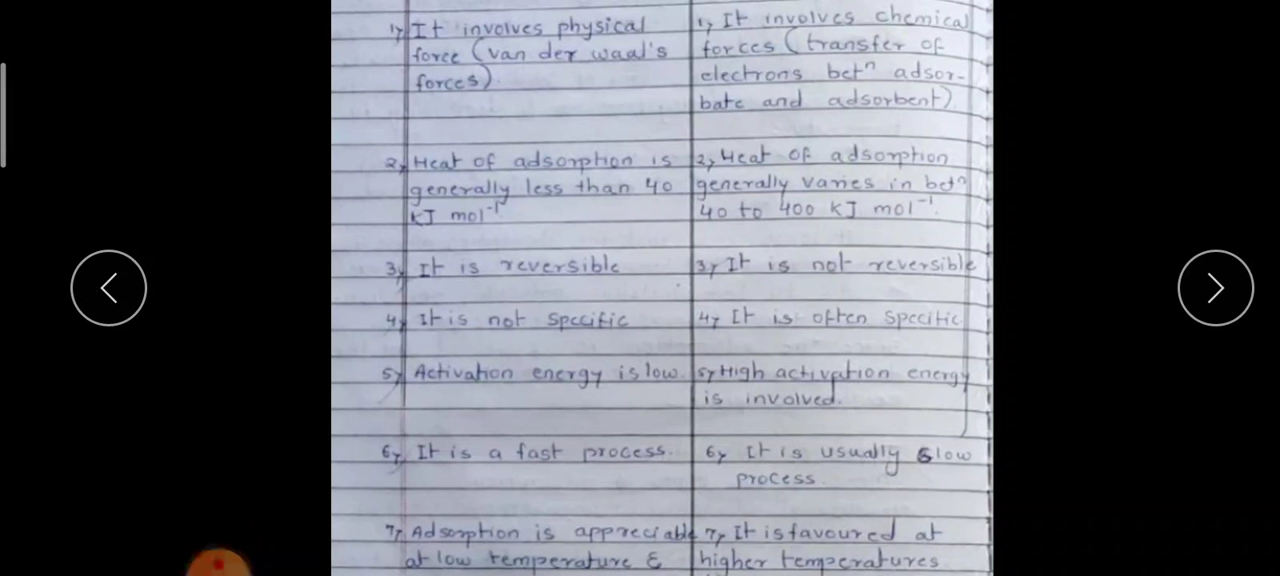 1) It involves physical
force (van der waal's
forces).
2) Heat of adsorption is
generally less than 40
KJ mol⁻¹
3) It is reversible
4) It is not specific
5) Activation energy is low.
6) It is a fast process.
7) Adsorption is appreciable
at low temperature &
1) It involves chemical
forces (transfer of
electrons betⁿ adsor-
bate and adsorbent).
2) Heat of adsorption
generally varies in betⁿ
40 to 400 KJ mol⁻¹.
3) It is not reversible
4) It is often specific
5) High activation energy
is involved.
6) It is usually slow
process.
7) It is favoured at
higher temperatures